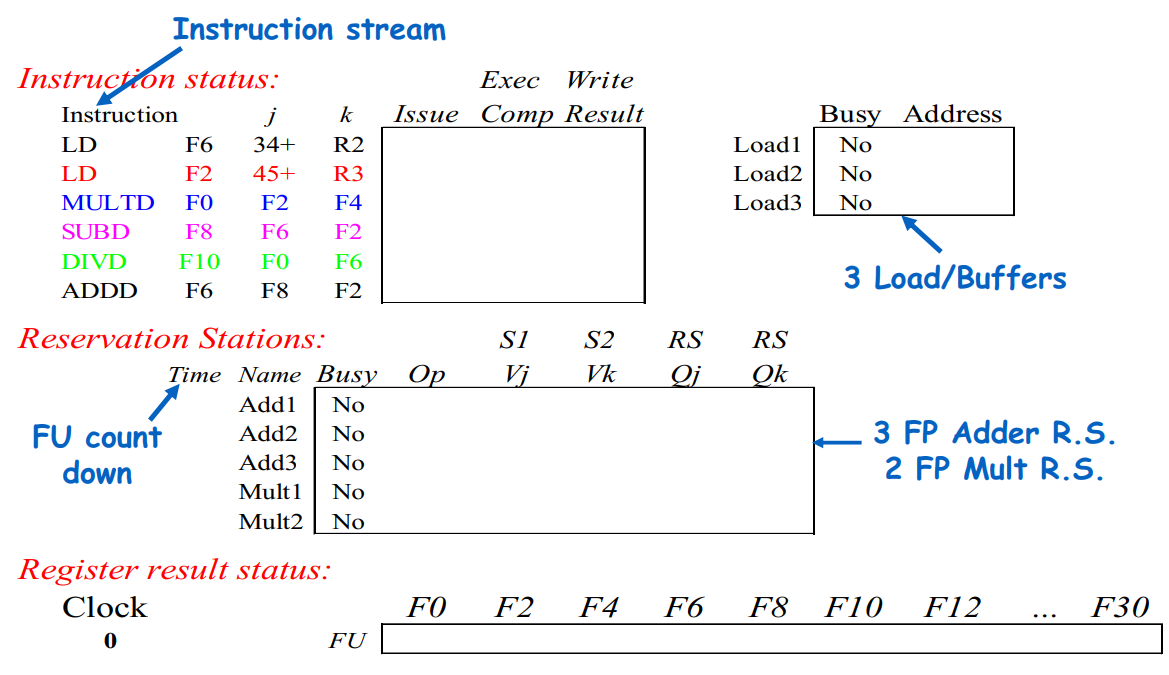 Instruction stream
Instruction status:
Exec Write
Instruction j k Issue Comp Result Busy Address
LD F6 34+ R2 Load1 No
LD F2 45+ R3 Load2 No
MULTD F0 F2 F4 Load3 No
SUBD F8 F6 F2
DIVD F10 F0 F6
ADDD F6 F8 F2
3 Load/Buffers
Reservation Stations: S1 S2 RS RS
Time Name Busy Op Vj Vk Qj Qk
Add1 No
Add2 No
Add3 No
Mult1 No
Mult2 No
FU count
down
3 FP Adder R.S.
2 FP Mult R.S.
Register result status:
Clock F0 F2 F4 F6 F8 F10 F12 ... F30
0 FU